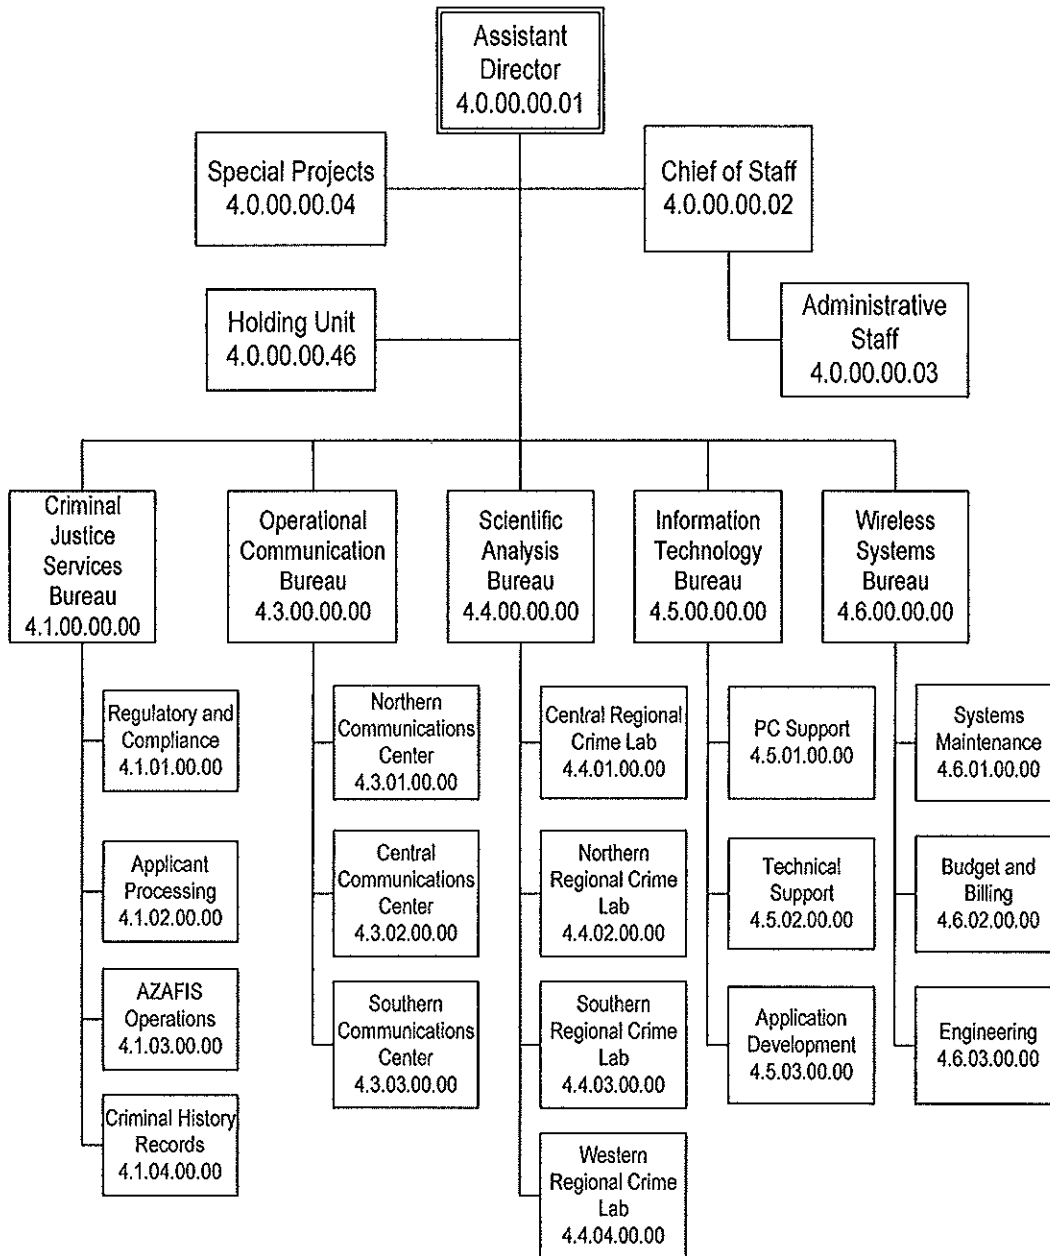 Assistant
Director
4.0.00.00.01
Special Projects
4.0.00.00.04
Chief of Staff
4.0.00.00.02
Holding Unit
4.0.00.00.46
Administrative
Staff
4.0.00.00.03
Criminal
Justice
Services
Bureau
4.1.00.00.00
Operational
Communication
Bureau
4.3.00.00.00
Scientific
Analysis
Bureau
4.4.00.00.00
Information
Technology
Bureau
4.5.00.00.00
Wireless
Systems
Bureau
4.6.00.00.00
Regulatory and
Compliance
4.1.01.00.00
Applicant
Processing
4.1.02.00.00
AZAFIS
Operations
4.1.03.00.00
Criminal History
Records
4.1.04.00.00
Northern
Communications
Center
4.3.01.00.00
Central
Communications
Center
4.3.02.00.00
Southern
Communications
Center
4.3.03.00.00
Central Regional
Crime Lab
4.4.01.00.00
Northern
Regional Crime
Lab
4.4.02.00.00
Southern
Regional Crime
Lab
4.4.03.00.00
Western
Regional Crime
Lab
4.4.04.00.00
PC Support
4.5.01.00.00
Technical
Support
4.5.02.00.00
Application
Development
4.5.03.00.00
Systems
Maintenance
4.6.01.00.00
Budget and
Billing
4.6.02.00.00
Engineering
4.6.03.00.00